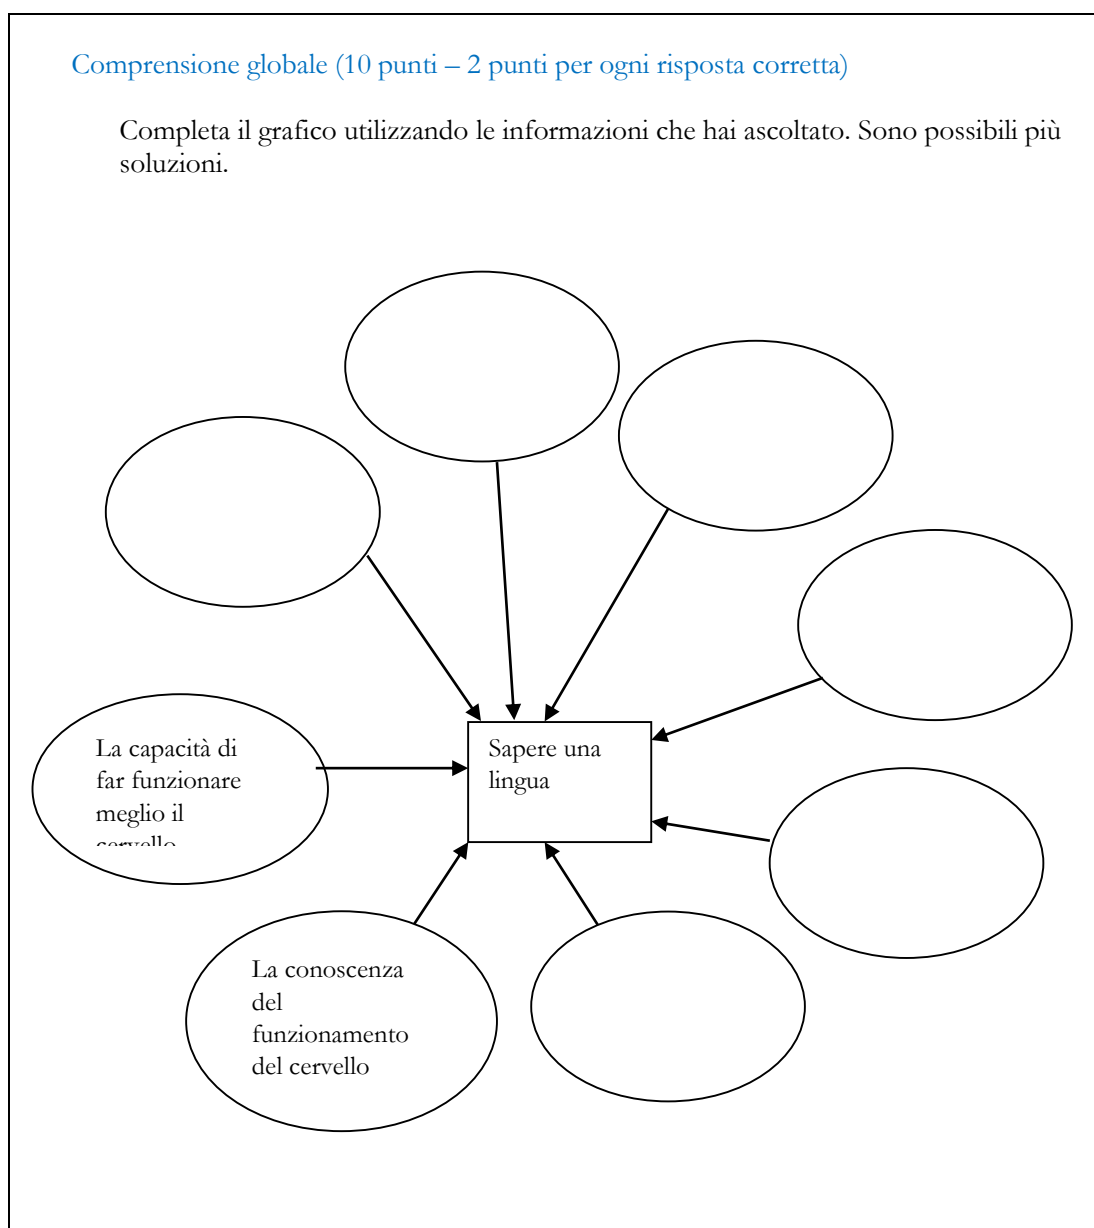 Comprensione globale (10 punti – 2 punti per ogni risposta corretta)
Completa il grafico utilizzando le informazioni che hai ascoltato. Sono possibili più
soluzioni.
La capacità di
far funzionare
meglio il
cervello
Sapere una
lingua
La conoscenza
del
funzionamento
del cervello